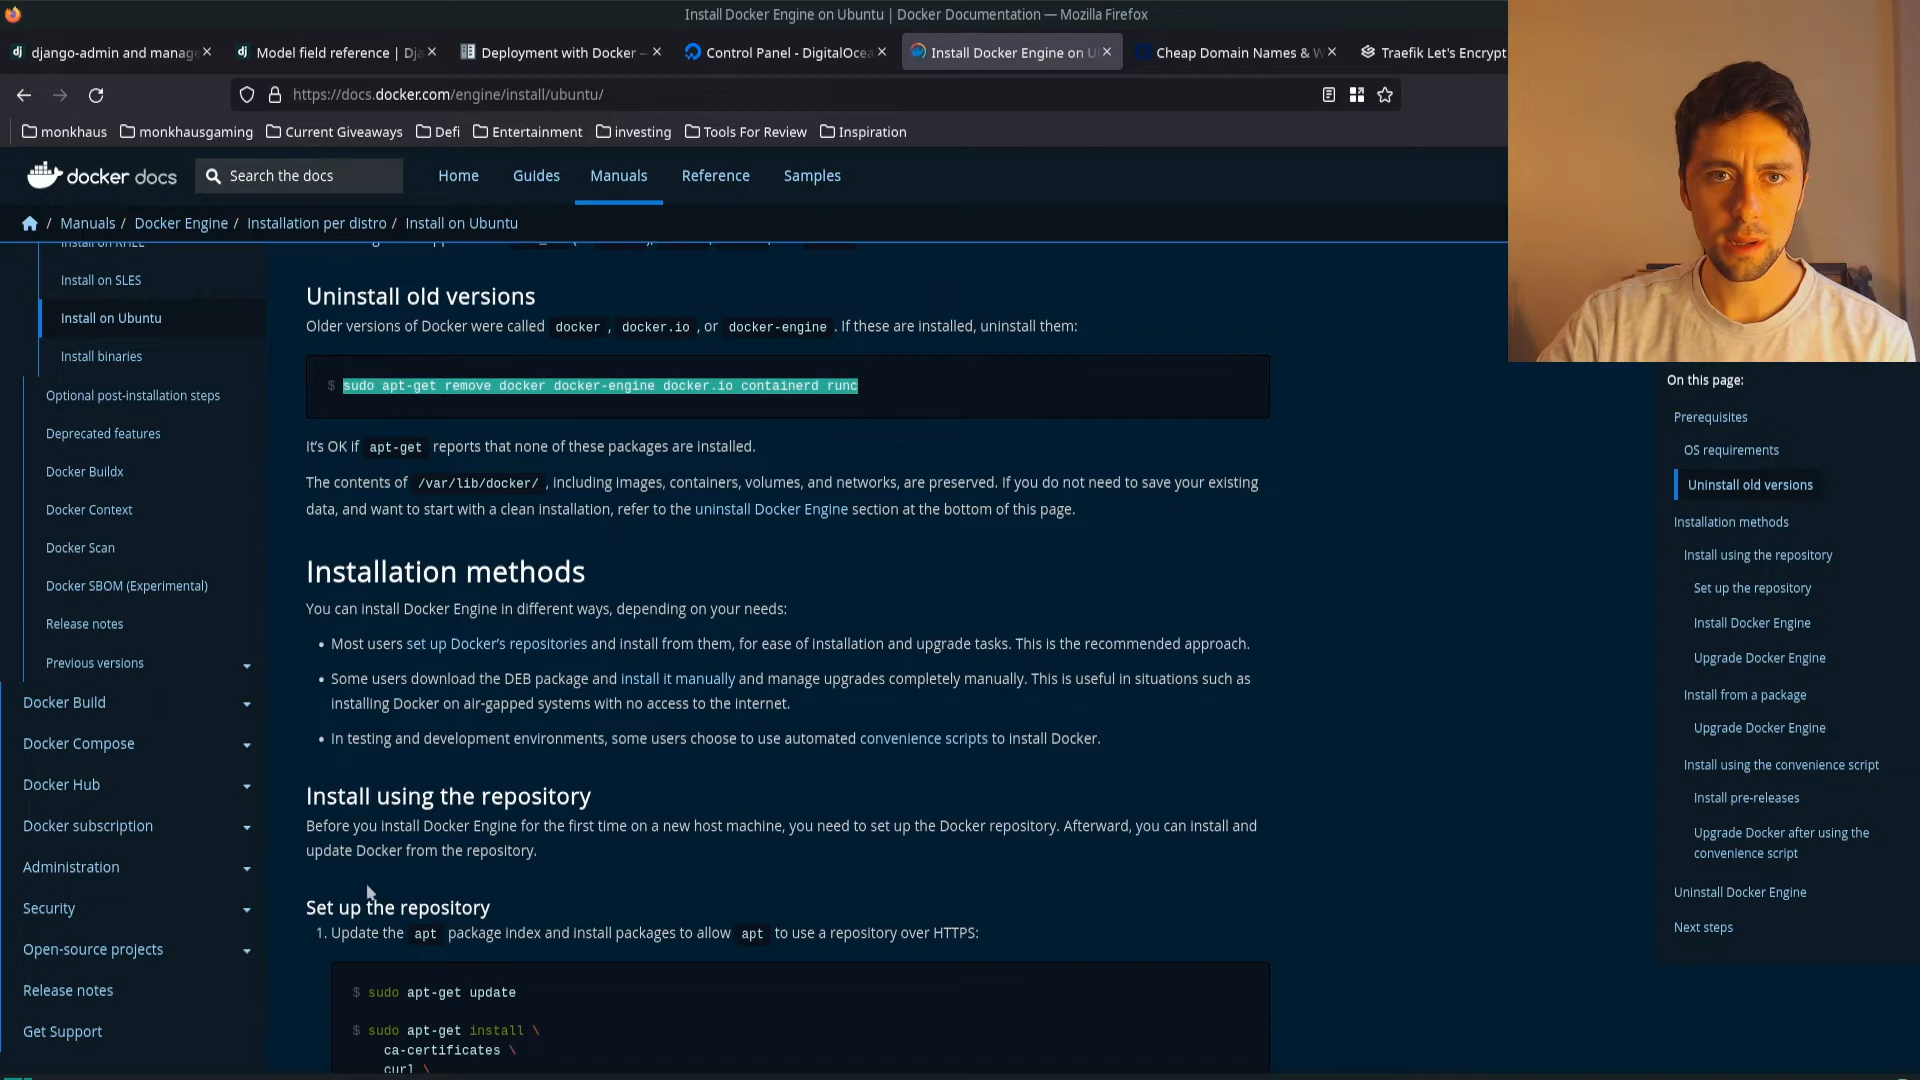 Install Docker Engine on Ubuntu | Docker Documentation — Mozilla Firefox
django-admin and manage
Model field reference | Dja
Deployment with Docker —
Control Panel - DigitalOcea
Install Docker Engine on U
Cheap Domain Names & W
Traefik Let's Encrypt
https://docs.docker.com/engine/install/ubuntu/
monkhaus
monkhausgaming
Current Giveaways
Defi
Entertainment
investing
Tools For Review
Inspiration
docker docs
Search the docs
Home
Guides
Manuals
Reference
Samples
/ Manuals / Docker Engine / Installation per distro / Install on Ubuntu
Install on RHEL
Install on SLES
Install on Ubuntu
Install binaries
Optional post-installation steps
Deprecated features
Docker Buildx
Docker Context
Docker Scan
Docker SBOM (Experimental)
Release notes
Previous versions
Docker Build
Docker Compose
Docker Hub
Docker subscription
Administration
Security
Open-source projects
Release notes
Get Support
Uninstall old versions
Older versions of Docker were called docker , docker.io , or docker-engine . If these are installed, uninstall them:
$ sudo apt-get remove docker docker-engine docker.io containerd runc
It's OK if apt-get reports that none of these packages are installed.
The contents of /var/lib/docker/ , including images, containers, volumes, and networks, are preserved. If you do not need to save your existing
data, and want to start with a clean installation, refer to the uninstall Docker Engine section at the bottom of this page.
Installation methods
You can install Docker Engine in different ways, depending on your needs:
• Most users set up Docker's repositories and install from them, for ease of installation and upgrade tasks. This is the recommended approach.
• Some users download the DEB package and install it manually and manage upgrades completely manually. This is useful in situations such as
installing Docker on air-gapped systems with no access to the internet.
• In testing and development environments, some users choose to use automated convenience scripts to install Docker.
Install using the repository
Before you install Docker Engine for the first time on a new host machine, you need to set up the Docker repository. Afterward, you can install and
update Docker from the repository.
Set up the repository
1. Update the apt package index and install packages to allow apt to use a repository over HTTPS:
$ sudo apt-get update
$ sudo apt-get install \
ca-certificates \
curl \
On this page:
Prerequisites
OS requirements
Uninstall old versions
Installation methods
Install using the repository
Set up the repository
Install Docker Engine
Upgrade Docker Engine
Install from a package
Upgrade Docker Engine
Install using the convenience script
Install pre-releases
Upgrade Docker after using the
convenience script
Uninstall Docker Engine
Next steps